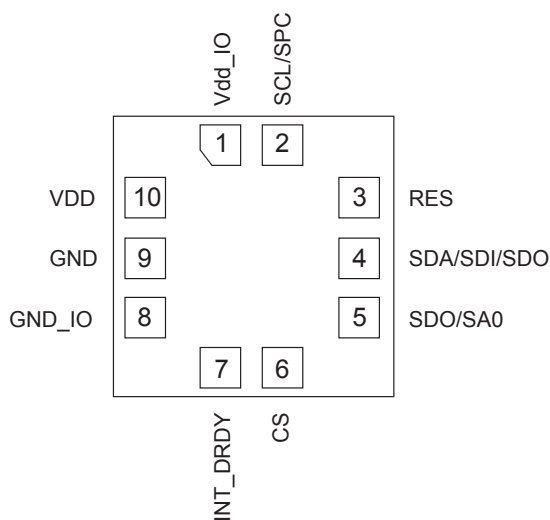 Vdd_IO
SCL/SPC
1
2
VDD
10
3
RES
GND
9
4
SDA/SDI/SDO
GND_IO
8
5
SDO/SA0
7
6
INT_DRDY
CS